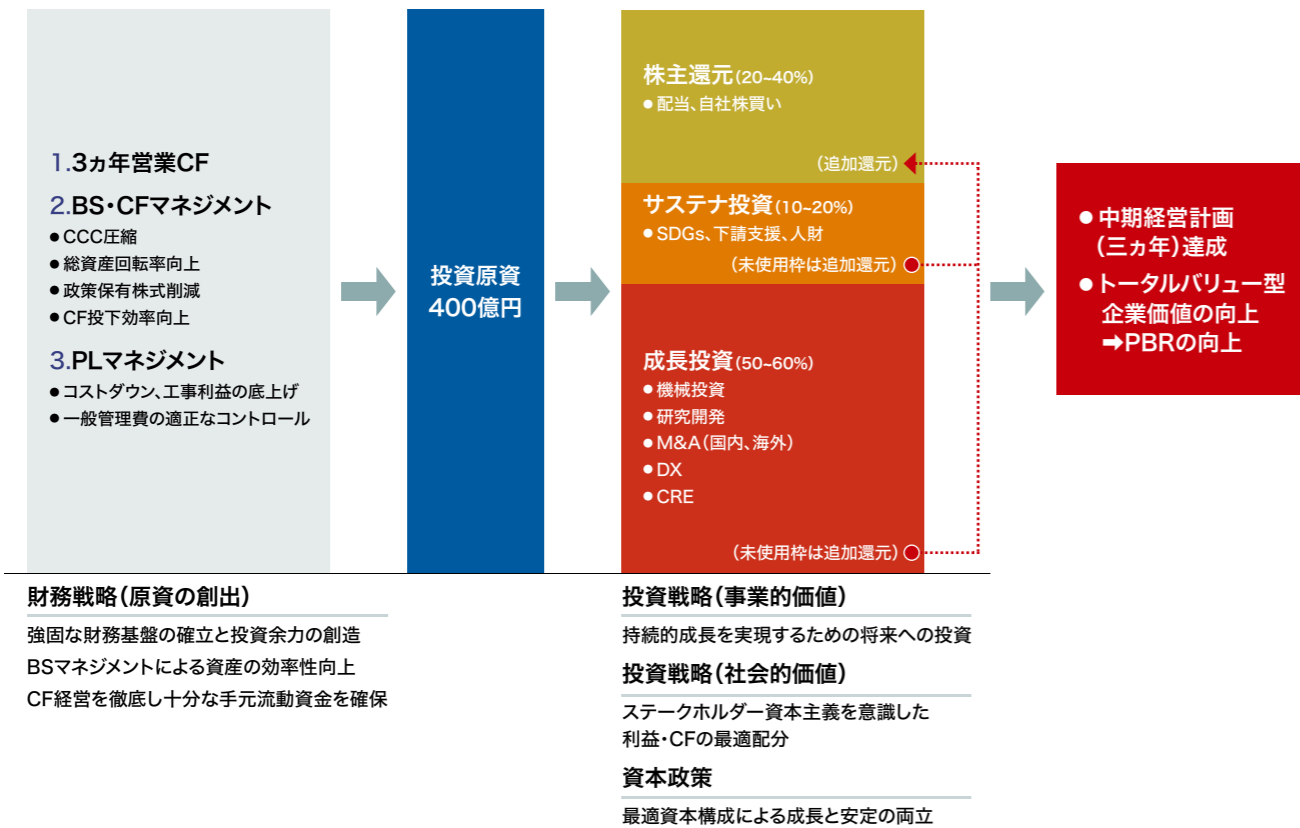 1.3ヵ年営業CF
2.BS・CFマネジメント
●CCC圧縮
●総資産回転率向上
●政策保有株式削減
●CF投下効率向上
3.PLマネジメント
●コストダウン、工事利益の底上げ
●一般管理費の適正なコントロール
投資原資
400億円
株主還元(20~40%)
●配当、自社株買い
(追加還元)
サステナ投資(10~20%)
●SDGs、下請支援、人財
(未使用枠は追加還元)
成長投資(50~60%)
●機械投資
●研究開発
●M&A(国内、海外)
●DX
●CRE
(未使用枠は追加還元)
●中期経営計画
(三ヵ年)達成
●トータルバリュー型
企業価値の向上
➡PBRの向上
財務戦略(原資の創出)
強固な財務基盤の確立と投資余力の創造
BSマネジメントによる資産の効率性向上
CF経営を徹底し十分な手元流動資金を確保
投資戦略(事業的価値)
持続的成長を実現するための将来への投資
投資戦略(社会的価値)
ステークホルダー資本主義を意識した
利益・CFの最適配分
資本政策
最適資本構成による成長と安定の両立